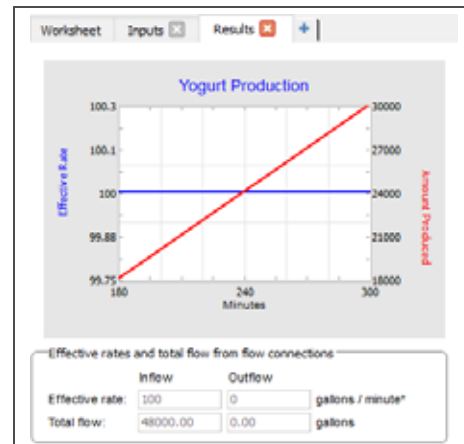 Worksheet Inputs Results +
Yogurt Production
100.3 30000
100.1 27000
100 24000
99.88 21000
99.75 18000
Effective Rate
Amount Produced
180 240 300
Minutes
Effective rates and total flow from flow connections
Inflow Outflow
Effective rate: 100 0 gallons / minute*
Total flow: 48000.00 0.00 gallons